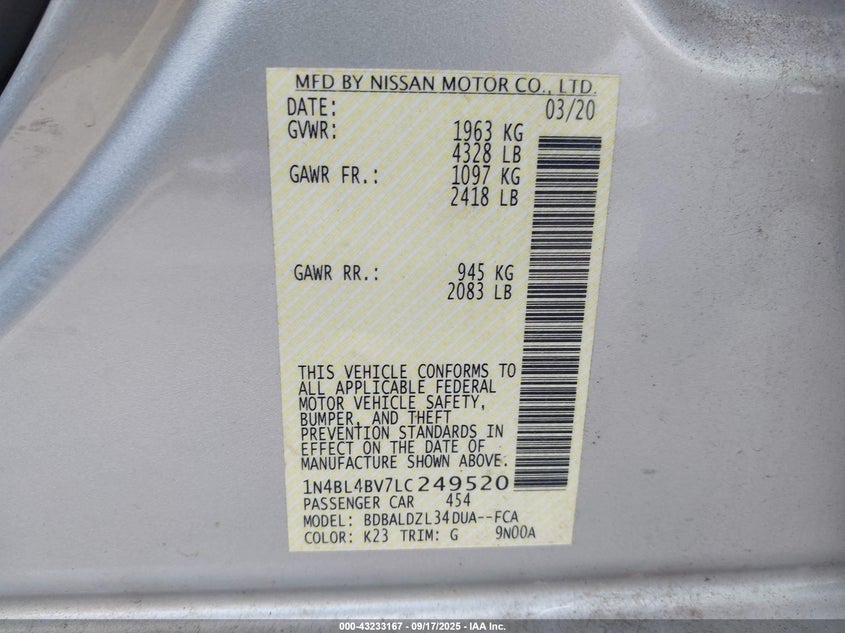 MFD BY NISSAN MOTOR CO., LTD.
DATE: 03/20
GVWR: 1963 KG
4328 LB
GAWR FR.: 1097 KG
2418 LB
GAWR RR.: 945 KG
2083 LB
THIS VEHICLE CONFORMS TO
ALL APPLICABLE FEDERAL
MOTOR VEHICLE SAFETY,
BUMPER, AND THEFT
PREVENTION STANDARDS IN
EFFECT ON THE DATE OF
MANUFACTURE SHOWN ABOVE.
1N4BL4BV7LC249520
PASSENGER CAR 454
MODEL: BDBALDZL34DUA--FCA
COLOR: K23 TRIM: G 9N00A
000-43233167 - 09/17/2025 - IAA Inc.